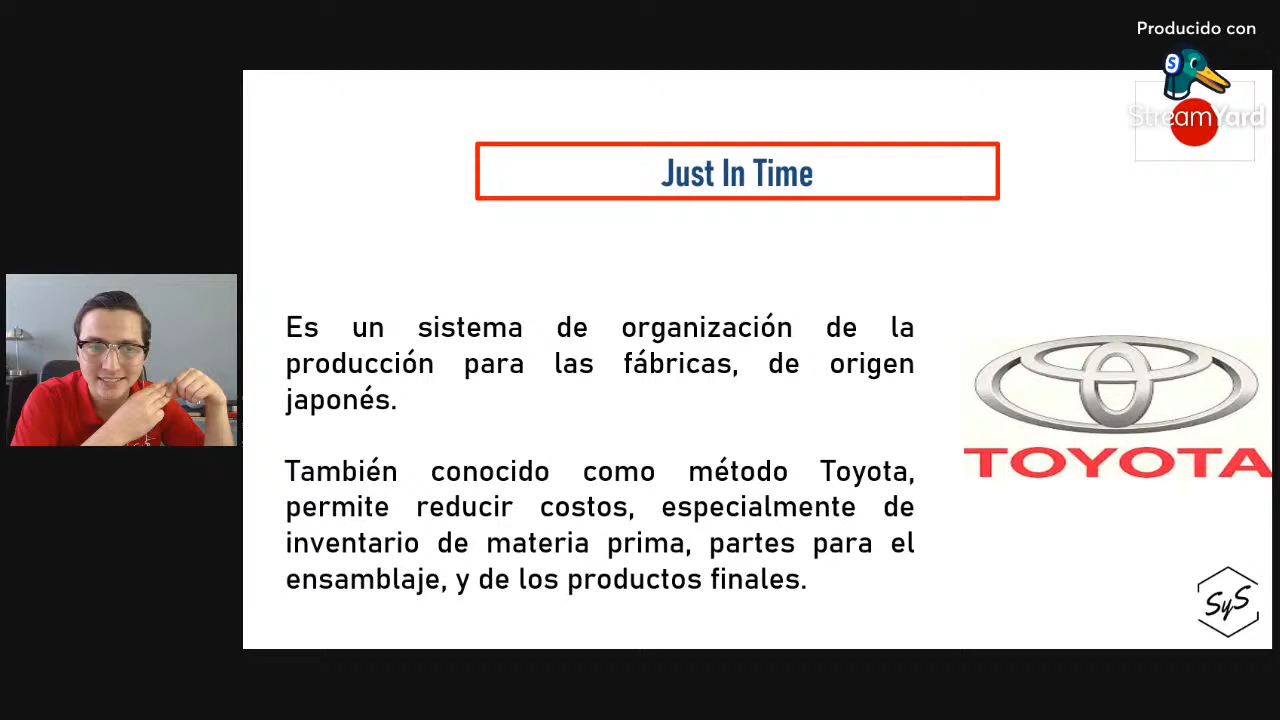 Producido con
StreamYard
Just In Time
Es un sistema de organización de la
producción para las fábricas, de origen
japonés.
También conocido como método Toyota,
permite reducir costos, especialmente de
inventario de materia prima, partes para el
ensamblaje, y de los productos finales.
TOYOTA
SyS